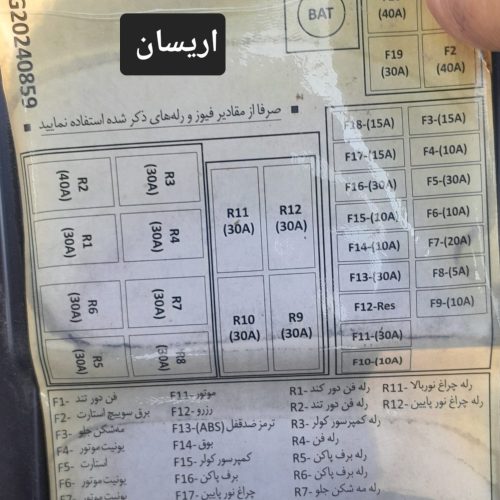 اریسان
G20240859
BAT
(40A)
F19
(30A)
F2
(40A)
صرفا از مقادیر فیوز و رله‌های ذکر شده استفاده نمایید
F18-(15A)
F3-(15A)
F17-(15A)
F4-(10A)
F16-(30A)
F5-(30A)
F15-(10A)
F6-(10A)
F14-(10A)
F7-(20A)
F13-(30A)
F8-(5A)
F12-Res
F9-(10A)
F11-(30A)
F10-(10A)
R2
(40A)
R3
(30A)
R1
(30A)
R4
(30A)
R6
(30A)
R7
(30A)
R5
(30A)
R8
(30A)
R11
(30A)
R12
(30A)
R10
(30A)
R9
(30A)
F1- فن دور تند
F2- برق سوییچ استارت
F3- مه‌شکن جلو
F4- یونیت موتور
F5- استارت
F6- یونیت موتور
F11- موتور
F12- رزرو
F13-(ABS) ترمز ضدقفل
F14- بوق
F15- کمپرسور کولر
F16- برف پاکن
F17- چراغ نور پایین
R1- رله فن دور کند
رله فن دور تند
R3- رله کمپرسور کولر
R4- رله فن
R5- رله برف پاکن
رله برف پاکن
R7- رله مه شکن جلو
R11- رله چراغ نوربالا
R12- رله چراغ نور پایین